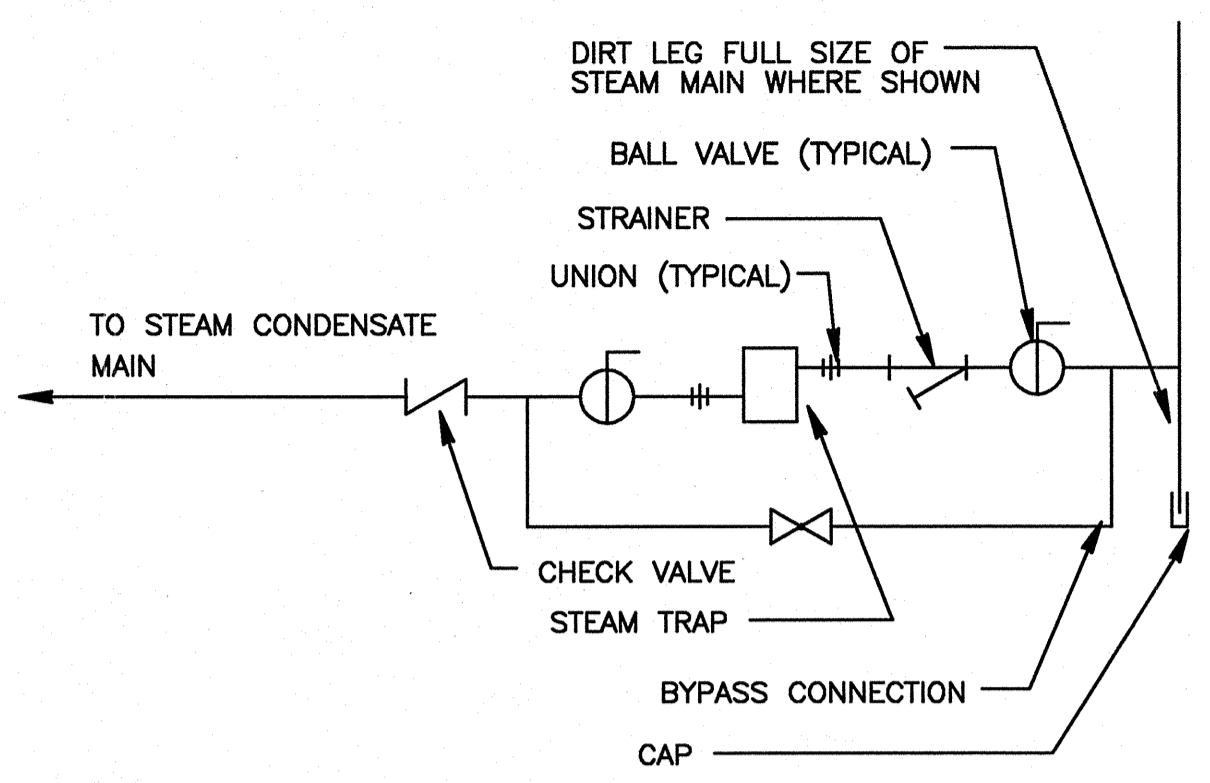 DIRT LEG FULL SIZE OF
STEAM MAIN WHERE SHOWN
BALL VALVE (TYPICAL)
STRAINER
UNION (TYPICAL)
TO STEAM CONDENSATE
MAIN
CHECK VALVE
STEAM TRAP
BYPASS CONNECTION
CAP